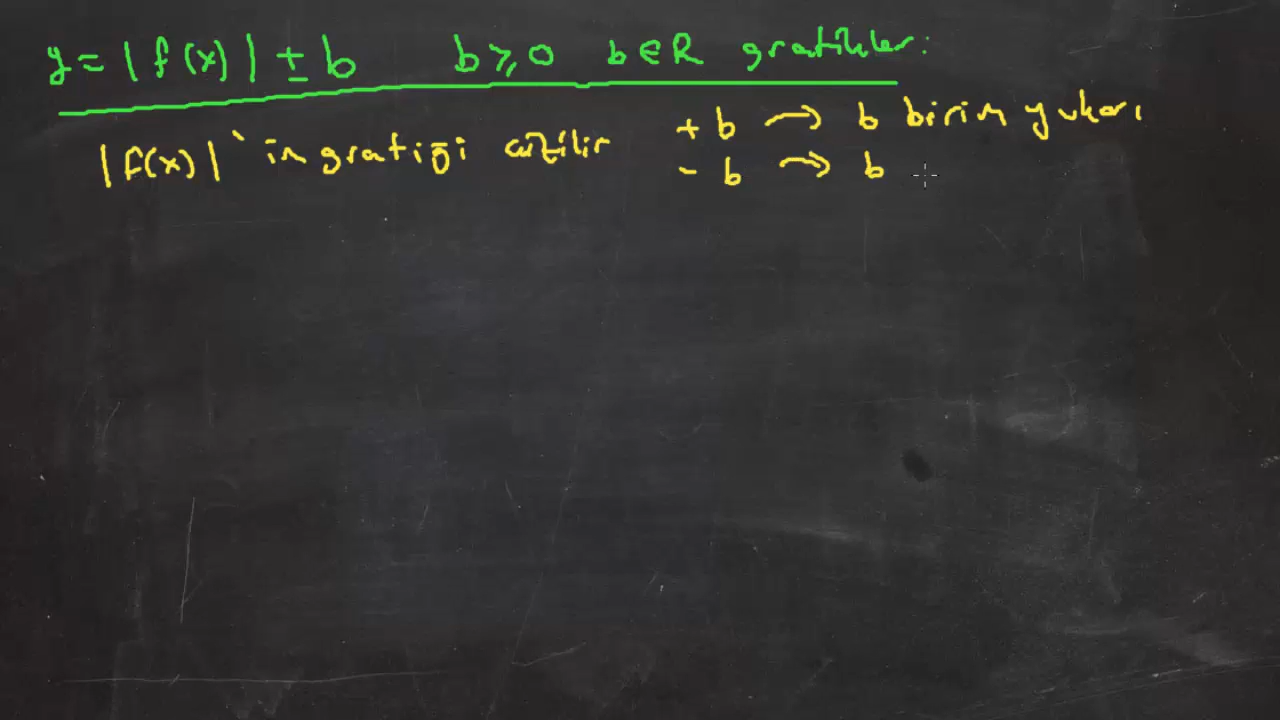 y = |f(x)| ± b b ⩾ 0 b ∈ R grafikler:
|f(x)|'in grafiği çizilir + b → b birim yukarı
- b → b